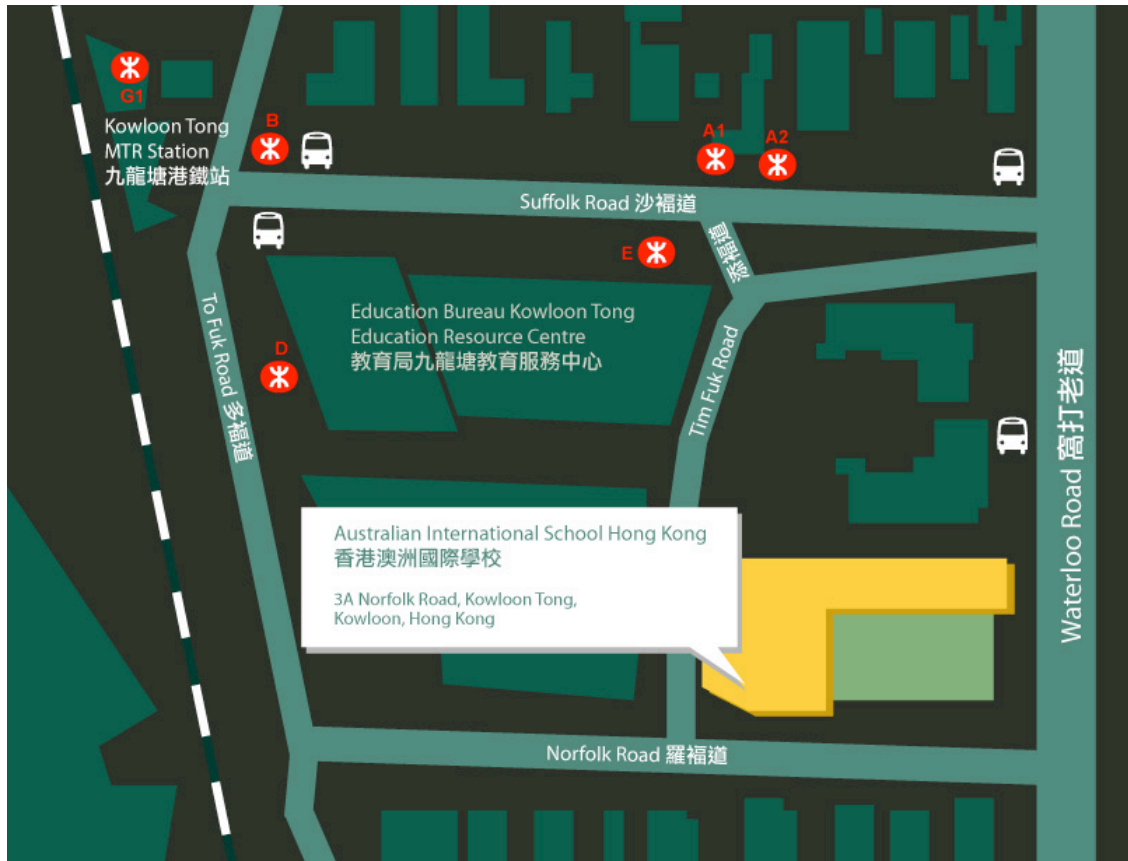 G1
Kowloon Tong
MTR Station
九龍塘港鐵站
B
A1
A2
Suffolk Road 沙福道
E
添福道
Education Bureau Kowloon Tong
Education Resource Centre
教育局九龍塘教育服務中心
D
To Fuk Road 多福道
Tim Fuk Road
Waterloo Road 窩打老道
Australian International School Hong Kong
香港澳洲國際學校
3A Norfolk Road, Kowloon Tong,
Kowloon, Hong Kong
Norfolk Road 羅福道